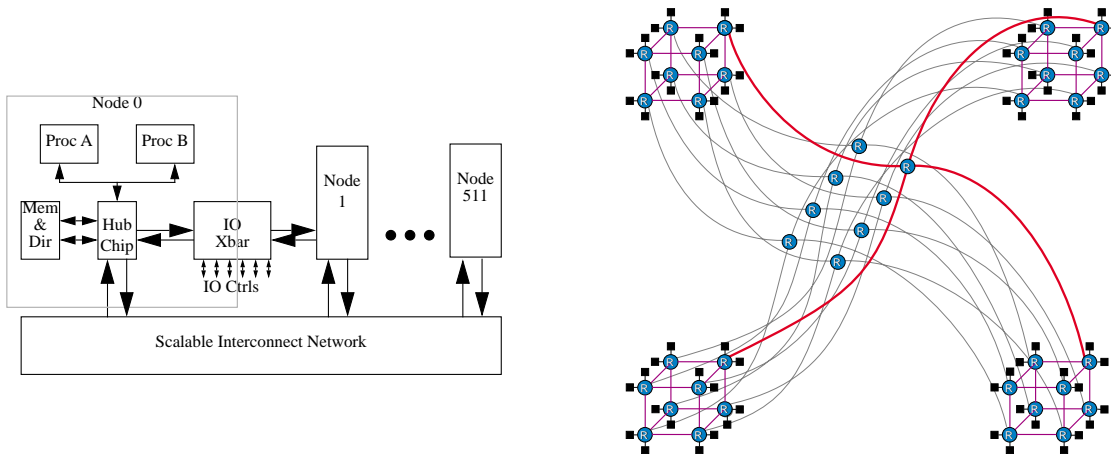 Node 0
Proc A
Proc B
Mem
&
Dir
Hub
Chip
IO
Xbar
IO Ctrls
Node
1
Node
511
Scalable Interconnect Network
R R R R
R R R R
R R R R
R R R R
R
R
R
R
R
R
R
R
R R R R
R R R R
R R R R
R R R R